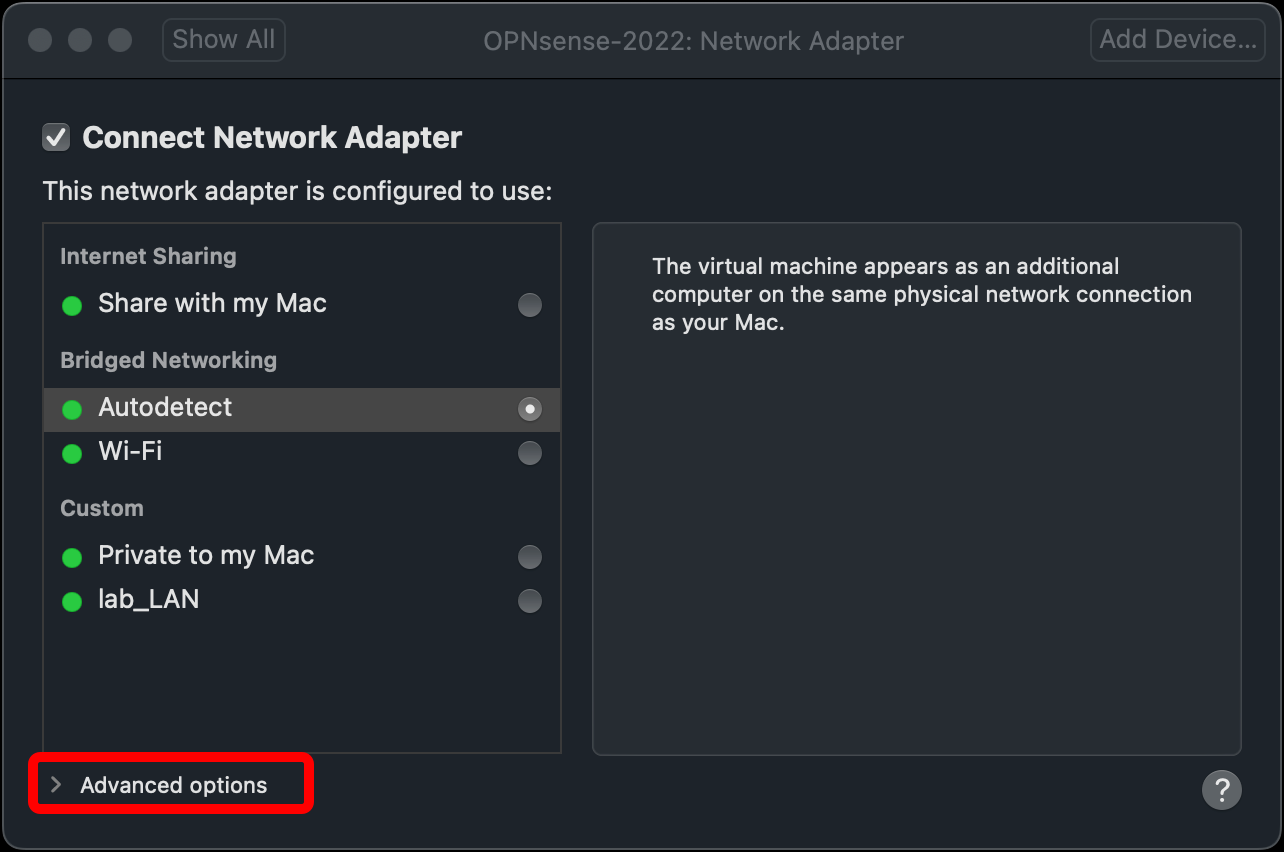 Show All
OPNsense-2022: Network Adapter
Add Device...
Connect Network Adapter
This network adapter is configured to use:
Internet Sharing
Share with my Mac
Bridged Networking
Autodetect
Wi-Fi
Custom
Private to my Mac
lab_LAN
The virtual machine appears as an additional
computer on the same physical network connection
as your Mac.
Advanced options
?